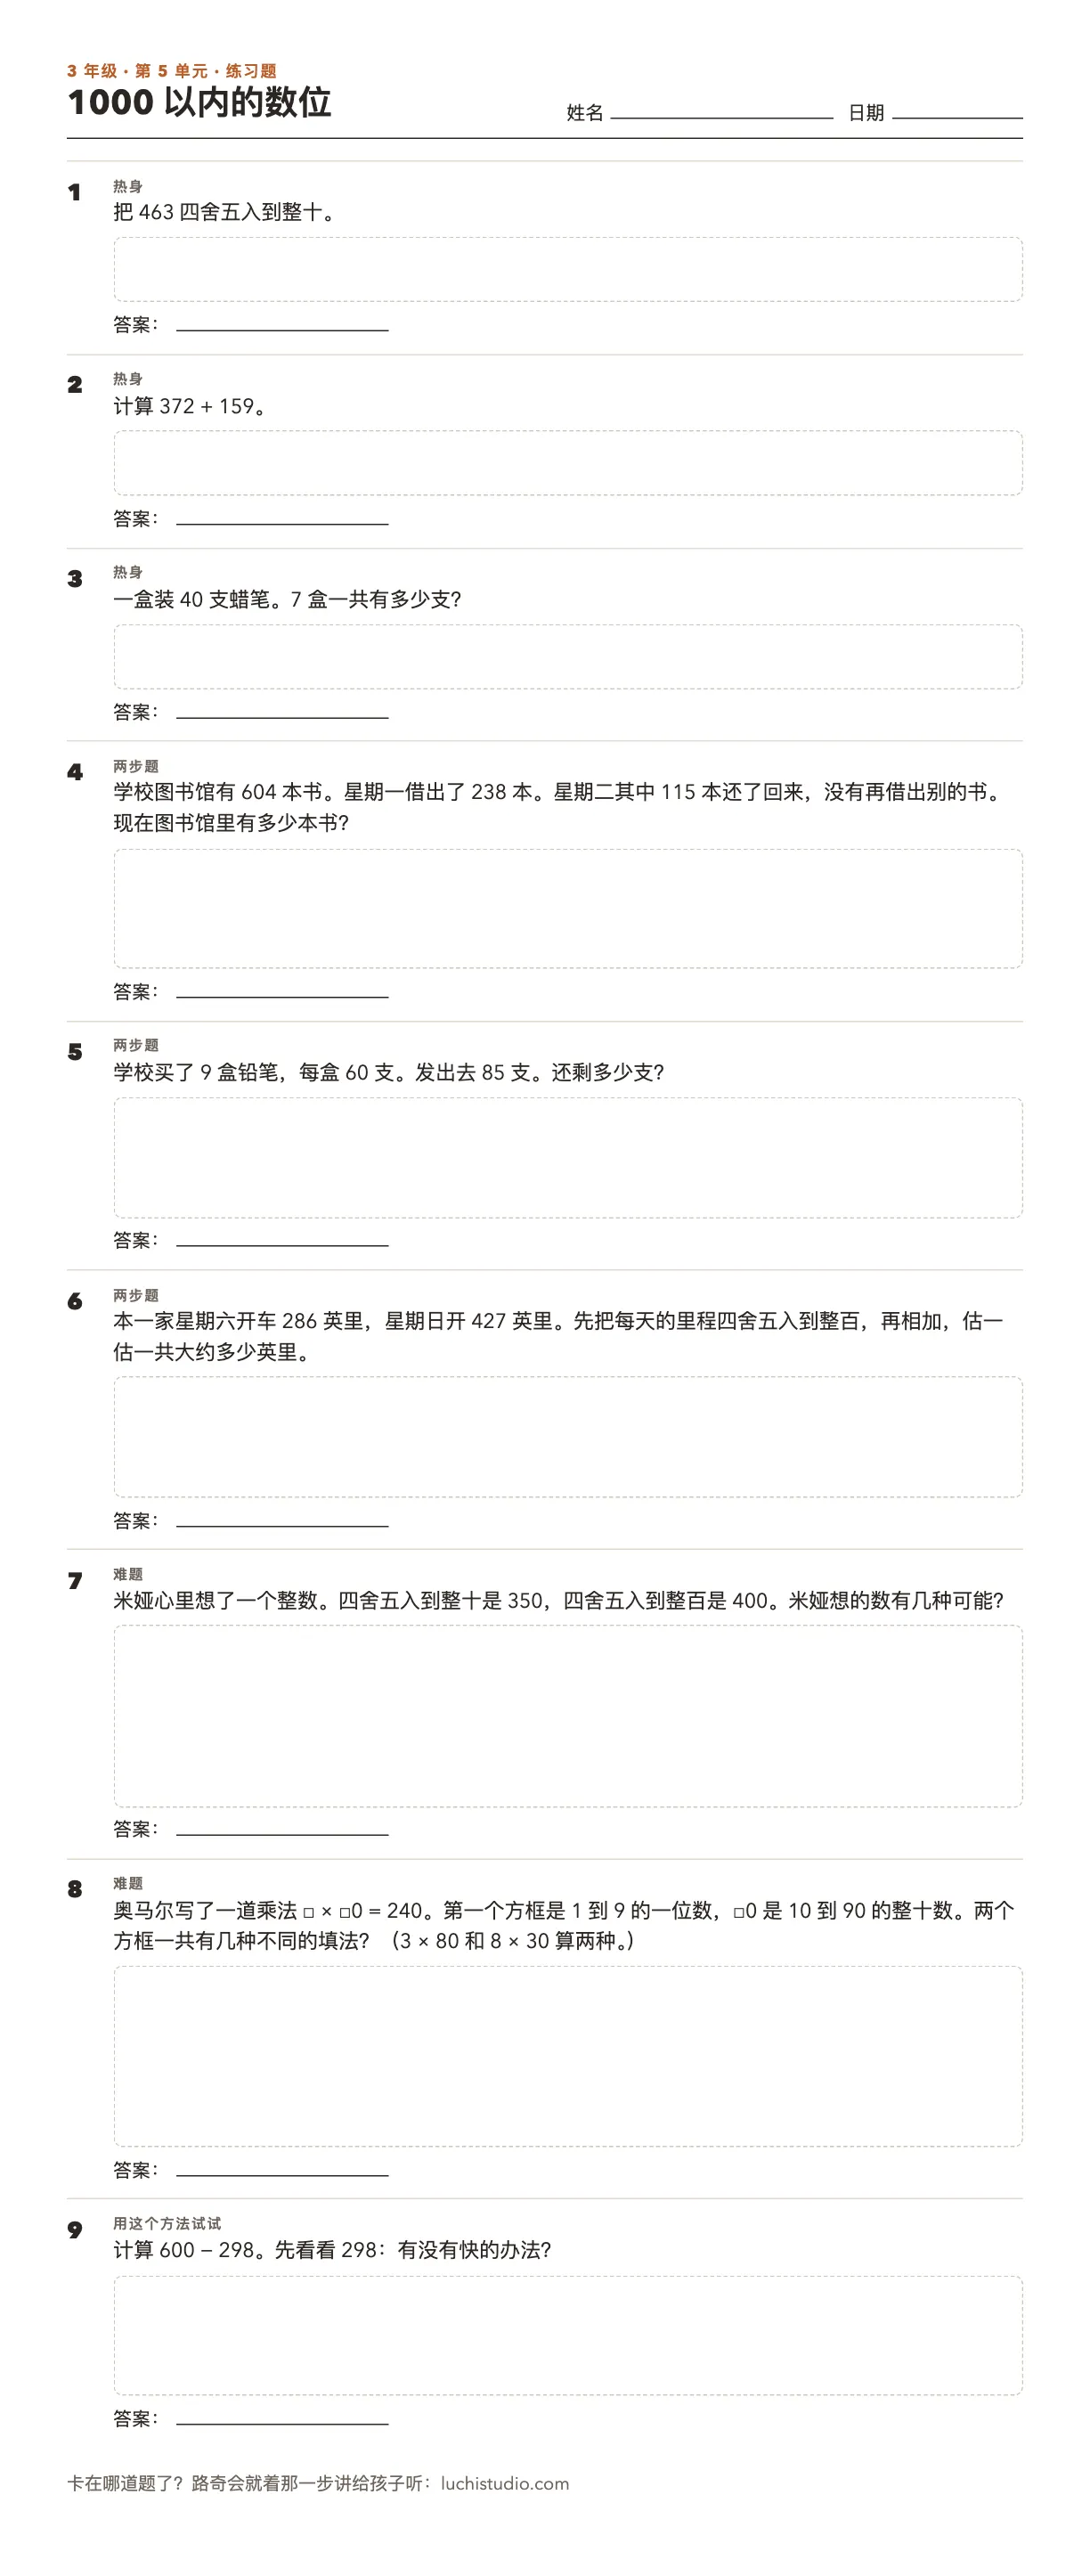 3 年级 · 第 5 单元 · 练习题
1000 以内的数位
姓名 日期
1
热身
把 463 四舍五入到整十。
答案：
2
热身
计算 372 + 159。
答案：
3
热身
一盒装 40 支蜡笔。7 盒一共有多少支？
答案：
4
两步题
学校图书馆有 604 本书。星期一借出了 238 本。星期二其中 115 本还了回来，没有再借出别的书。
现在图书馆里有多少本书？
答案：
5
两步题
学校买了 9 盒铅笔，每盒 60 支。发出去 85 支。还剩多少支？
答案：
6
两步题
本一家星期六开车 286 英里，星期日开 427 英里。先把每天的里程四舍五入到整百，再相加，估一
估一共大约多少英里。
答案：
7
难题
米娅心里想了一个整数。四舍五入到整十是 350，四舍五入到整百是 400。米娅想的数有几种可能？
答案：
8
难题
奥马尔写了一道乘法 □ × □0 = 240。第一个方框是 1 到 9 的一位数，□0 是 10 到 90 的整十数。两个
方框一共有几种不同的填法？（3 × 80 和 8 × 30 算两种。）
答案：
9
用这个方法试试
计算 600 − 298。先看看 298：有没有快的办法？
答案：
卡在哪道题了？路奇会就着那一步讲给孩子听：luchistudio.com